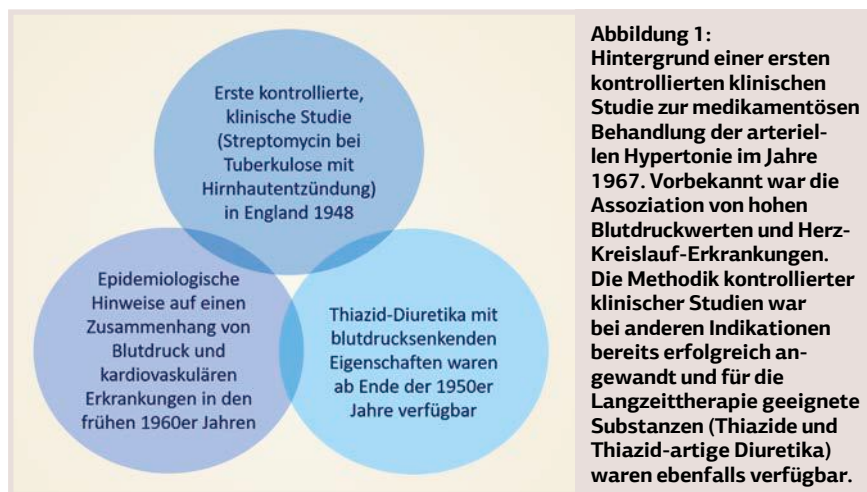 Erste kontrollierte,
klinische Studie
(Streptomycin bei
Tuberkulose mit
Hirnhautentzündung)
in England 1948
Epidemiologische
Hinweise auf einen
Zusammenhang von
Blutdruck und
kardiovaskulären
Erkrankungen in den
frühen 1960er Jahren
Thiazid-Diuretika mit
blutdrucksenkenden
Eigenschaften waren
ab Ende der 1950er
Jahre verfügbar
Abbildung 1:
Hintergrund einer ersten
kontrollierten klinischen
Studie zur medikamentösen
Behandlung der arteriel-
len Hypertonie im Jahre
1967. Vorbekannt war die
Assoziation von hohen
Blutdruckwerten und Herz-
Kreislauf-Erkrankungen.
Die Methodik kontrollierter
klinischer Studien war
bei anderen Indikationen
bereits erfolgreich an-
gewandt und für die
Langzeittherapie geeignete
Substanzen (Thiazide und
Thiazid-artige Diuretika)
waren ebenfalls verfügbar.